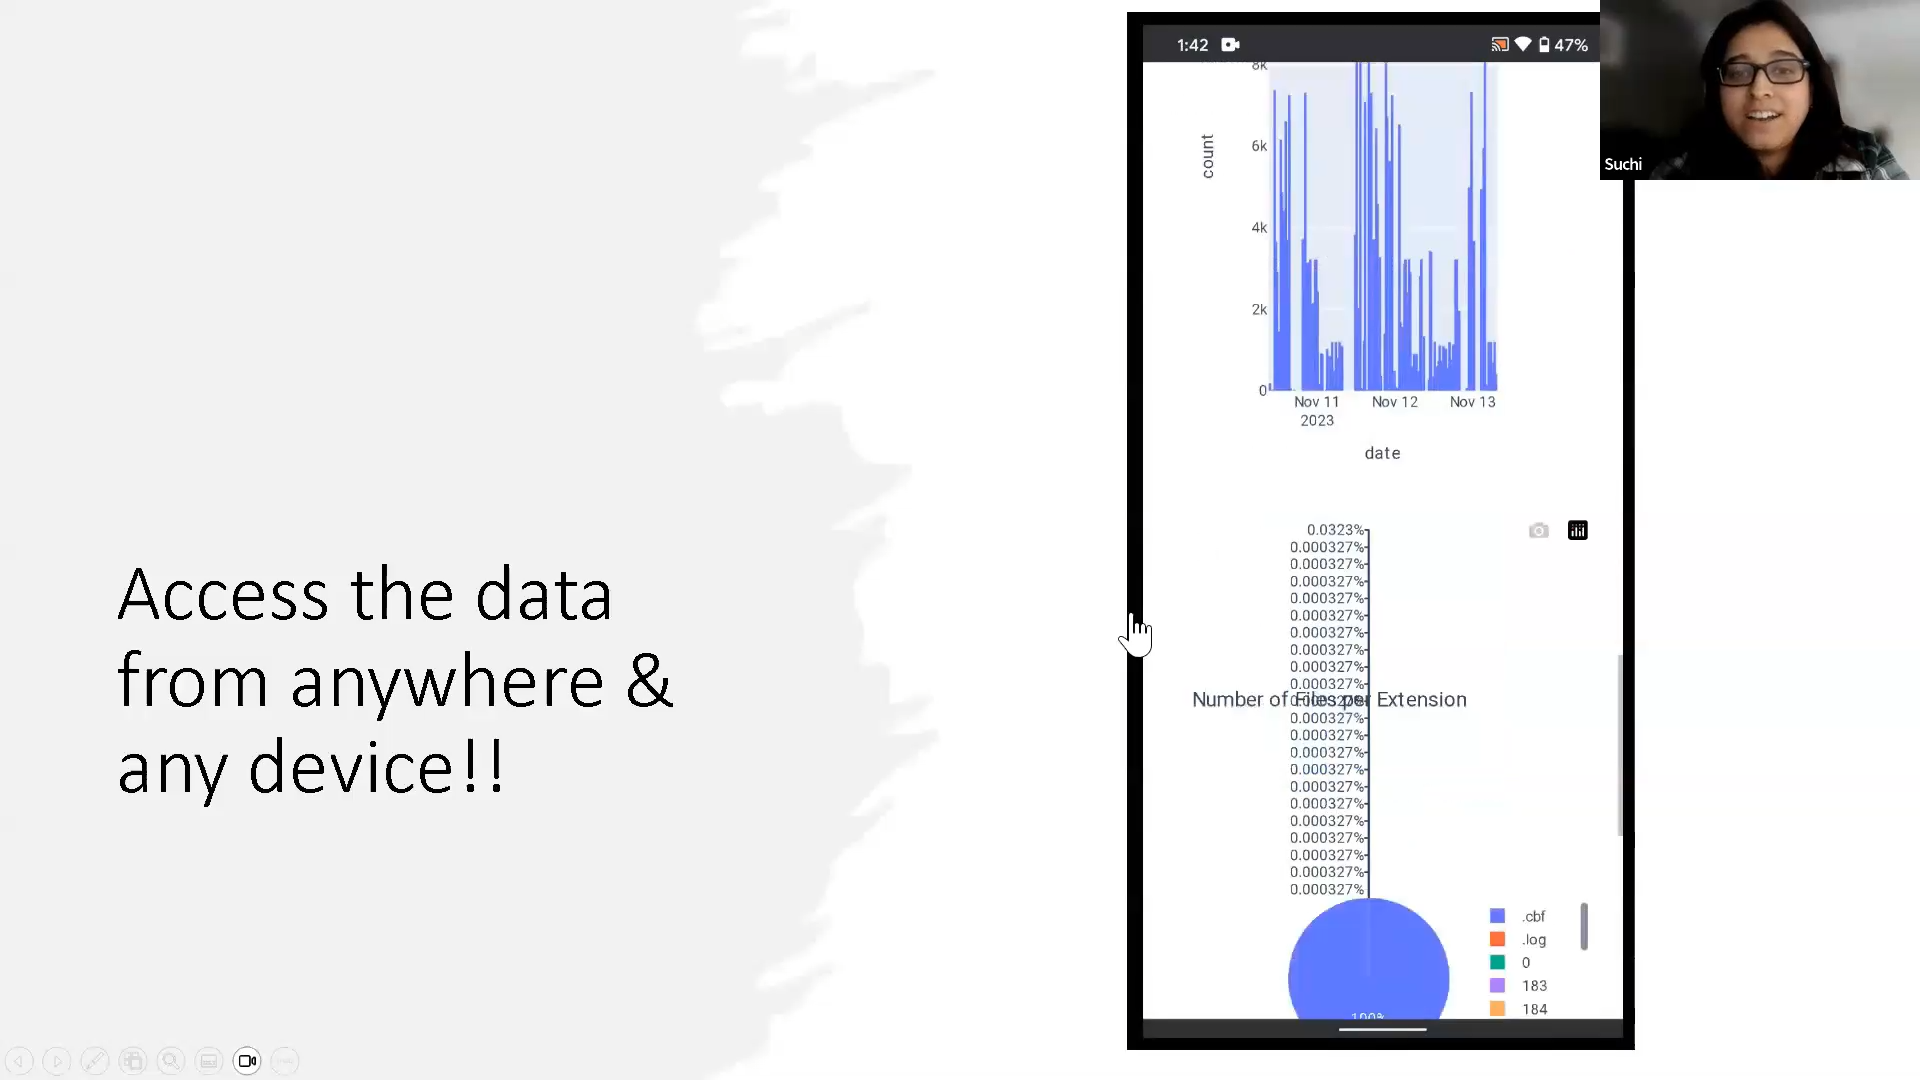 Access the data
from anywhere &
any device!!
1:42
47%
8k
6k
4k
2k
0
count
Nov 11
2023
Nov 12
Nov 13
date
0.0323%
0.000327%
0.000327%
0.000327%
0.000327%
0.000327%
0.000327%
0.000327%
0.000327%
0.000327%
0.000327%
Number of Files per Extension
0.000327%
0.000327%
0.000327%
0.000327%
0.000327%
0.000327%
0.000327%
0.000327%
0.000327%
0.000327%
0.000327%
100%
.cbf
.log
0
183
184
Suchi